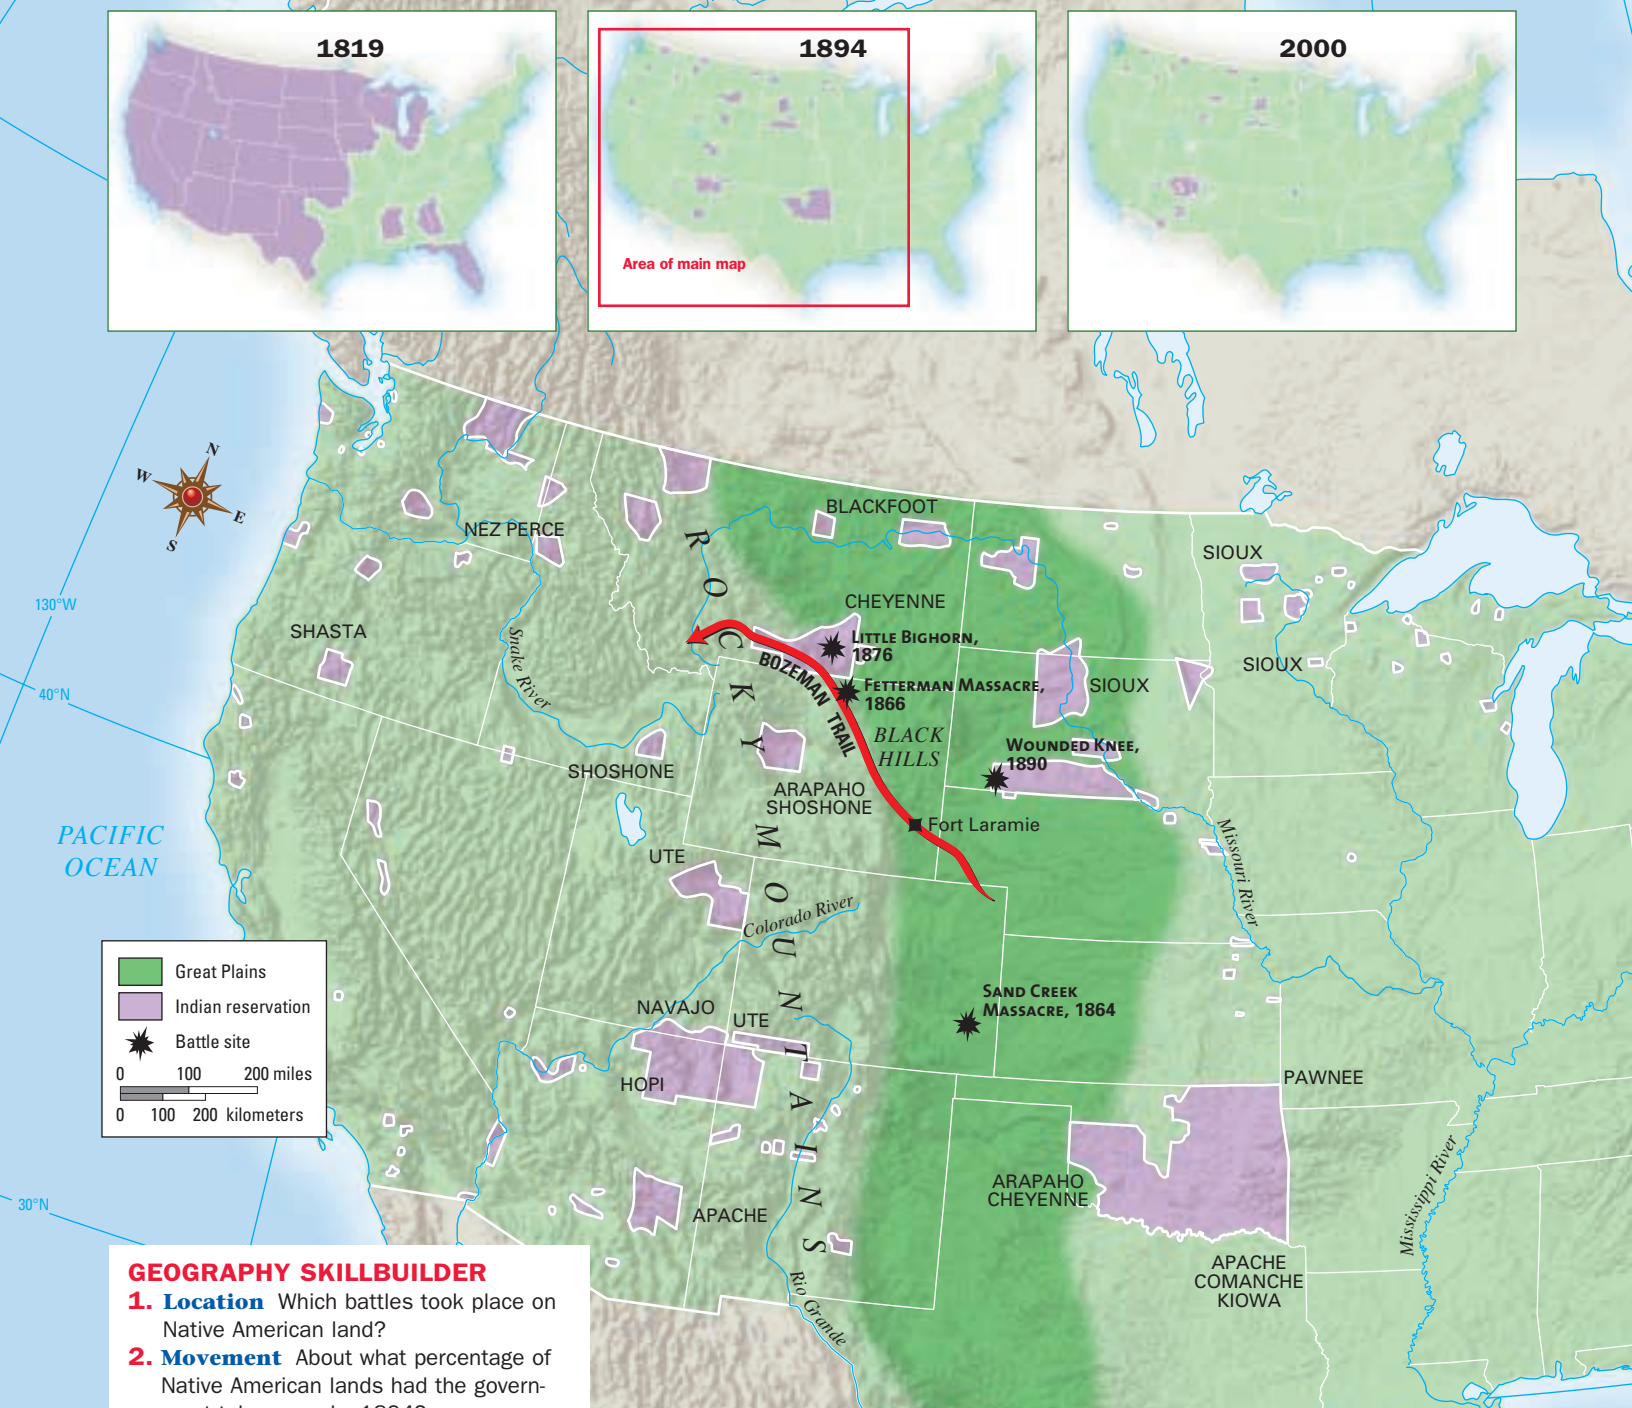 1819
1894
2000
Area of main map
N
W
E
S
130°W
40°N
30°N
PACIFIC
OCEAN
NEZ PERCE
BLACKFOOT
SIOUX
CHEYENNE
SHASTA
LITTLE BIGHORN,
1876
SIOUX
SIOUX
Snake River
BOZEMAN TRAIL
FETTERMAN MASSACRE,
1866
BLACK
HILLS
WOUNDED KNEE,
1890
SHOSHONE
ARAPAHO
SHOSHONE
Fort Laramie
UTE
Missouri River
Colorado River
ROCKY MOUNTAINS
SAND CREEK
MASSACRE, 1864
NAVAJO
UTE
HOPI
PAWNEE
ARAPAHO
CHEYENNE
APACHE
Mississippi River
APACHE
COMANCHE
KIOWA
Rio Grande
Great Plains
Indian reservation
Battle site
0 100 200 miles
0 100 200 kilometers
GEOGRAPHY SKILLBUILDER
1. Location Which battles took place on
Native American land?
2. Movement About what percentage of
Native American lands had the govern-